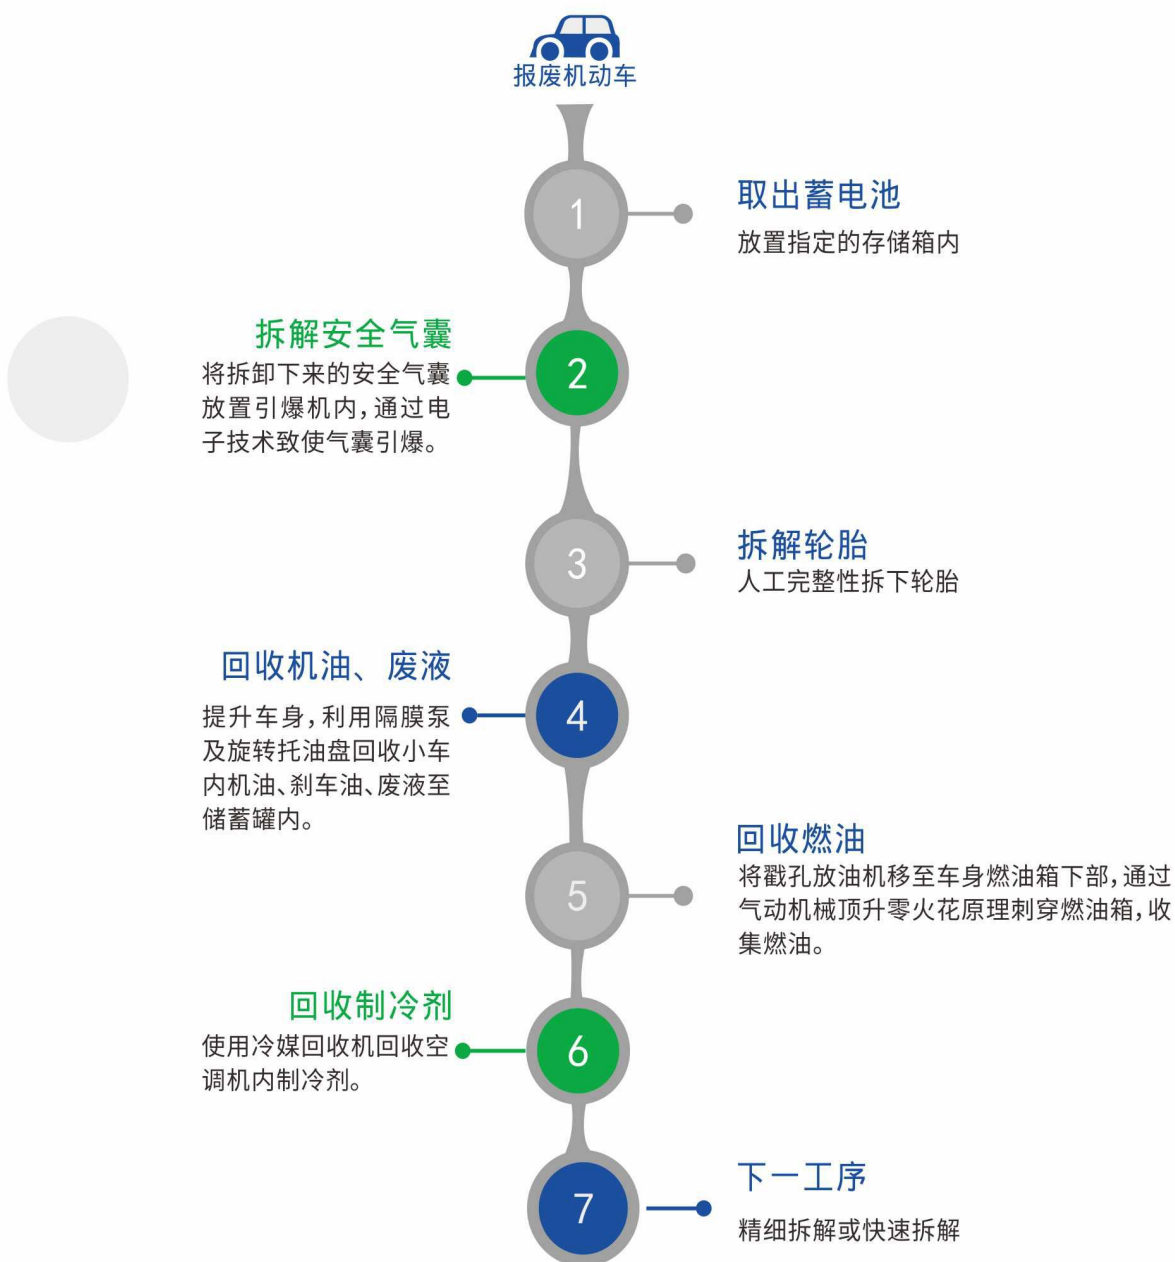 报废机动车
1
取出蓄电池
放置指定的存储箱内
拆解安全气囊
将拆卸下来的安全气囊
放置引爆机内，通过电
子技术致使气囊引爆。
2
3
拆解轮胎
人工完整性拆下轮胎
回收机油、废液
提升车身，利用隔膜泵
及旋转托油盘回收小车
内机油、刹车油、废液至
储蓄罐内。
4
5
回收燃油
将戳孔放油机移至车身燃油箱下部，通过
气动机械顶升零火花原理刺穿燃油箱，收
集燃油。
回收制冷剂
使用冷媒回收机回收空
调机内制冷剂。
6
7
下一工序
精细拆解或快速拆解